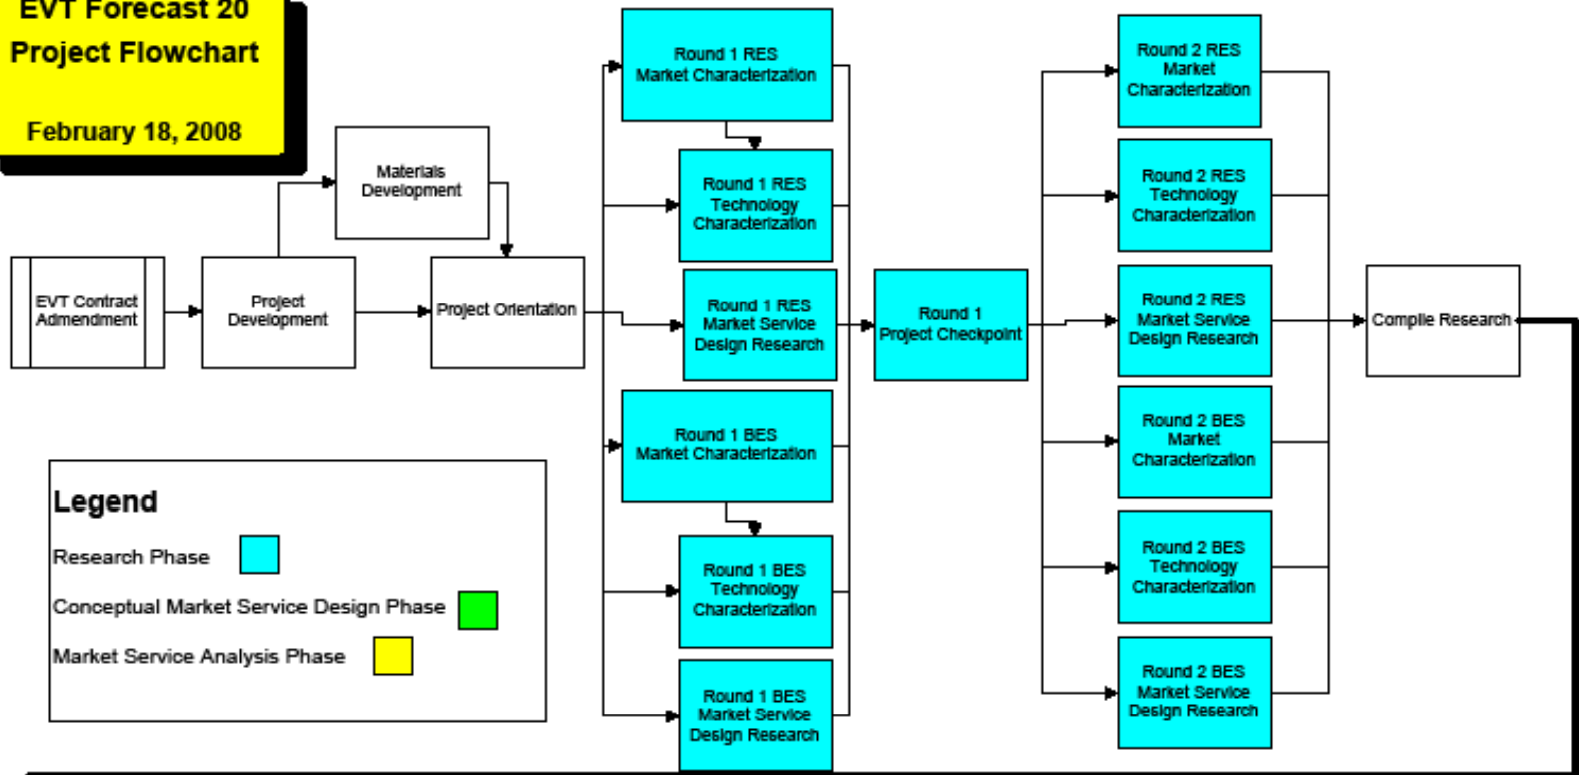 EVT Forecast 20
Project Flowchart
February 18, 2008
EVT Contract
Admendment
Project
Development
Materials
Development
Project Orientation
Round 1 RES
Market Characterization
Round 1 RES
Technology
Characterization
Round 1 RES
Market Service
Design Research
Round 1 BES
Market Characterization
Round 1 BES
Technology
Characterization
Round 1 BES
Market Service
Design Research
Round 1
Project Checkpoint
Round 2 RES
Market
Characterization
Round 2 RES
Technology
Characterization
Round 2 RES
Market Service
Design Research
Round 2 BES
Market
Characterization
Round 2 BES
Technology
Characterization
Round 2 BES
Market Service
Design Research
Compile Research
Legend
Research Phase
Conceptual Market Service Design Phase
Market Service Analysis Phase